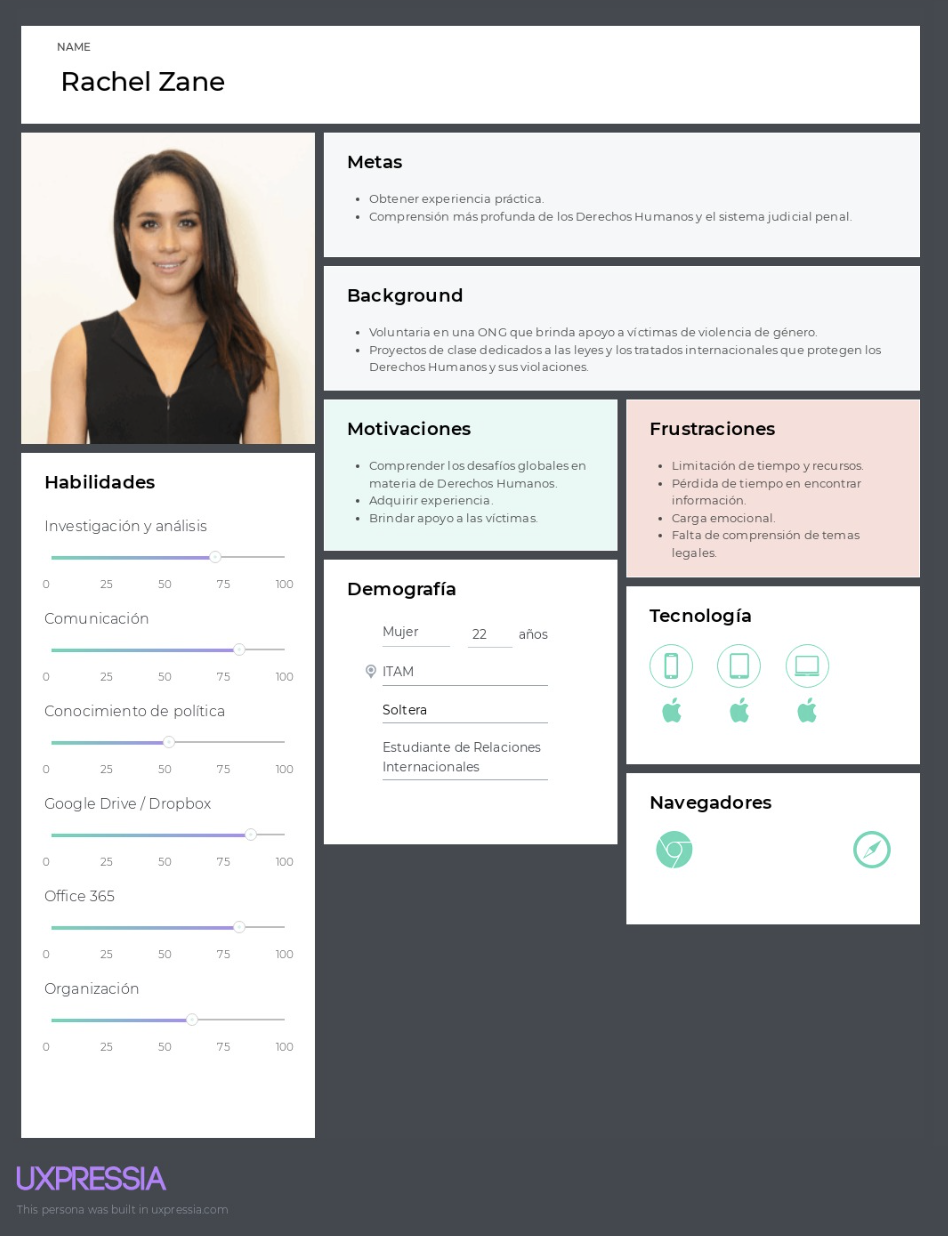 NAME
Rachel Zane
Metas
Obtener experiencia práctica.
Comprensión más profunda de los Derechos Humanos y el sistema judicial penal.
Background
Voluntaria en una ONG que brinda apoyo a víctimas de violencia de género.
Proyectos de clase dedicados a las leyes y los tratados internacionales que protegen los
Derechos Humanos y sus violaciones.
Motivaciones
Comprender los desafíos globales en
materia de Derechos Humanos.
Adquirir experiencia.
Brindar apoyo a las víctimas.
Frustraciones
Limitación de tiempo y recursos.
Pérdida de tiempo en encontrar
información.
Carga emocional.
Falta de comprensión de temas
legales.
Habilidades
Investigación y análisis
0 25 50 75 100
Comunicación
0 25 50 75 100
Conocimiento de política
0 25 50 75 100
Google Drive / Dropbox
0 25 50 75 100
Office 365
0 25 50 75 100
Organización
0 25 50 75 100
Demografía
Mujer 22 años
ITAM
Soltera
Estudiante de Relaciones
Internacionales
Tecnología
Navegadores
UXPRESSIA
This persona was built in uxpressia.com